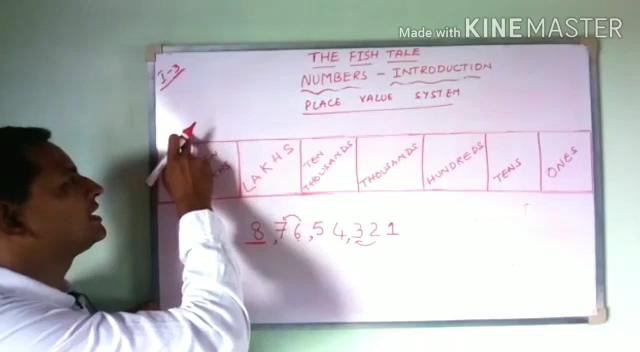 Made with KINEMASTER
I-3
THE FISH TALE
NUMBERS - INTRODUCTION
PLACE VALUE SYSTEM
LAKHS TEN THOUSANDS THOUSANDS HUNDREDS TENS ONES
8,76,54,321